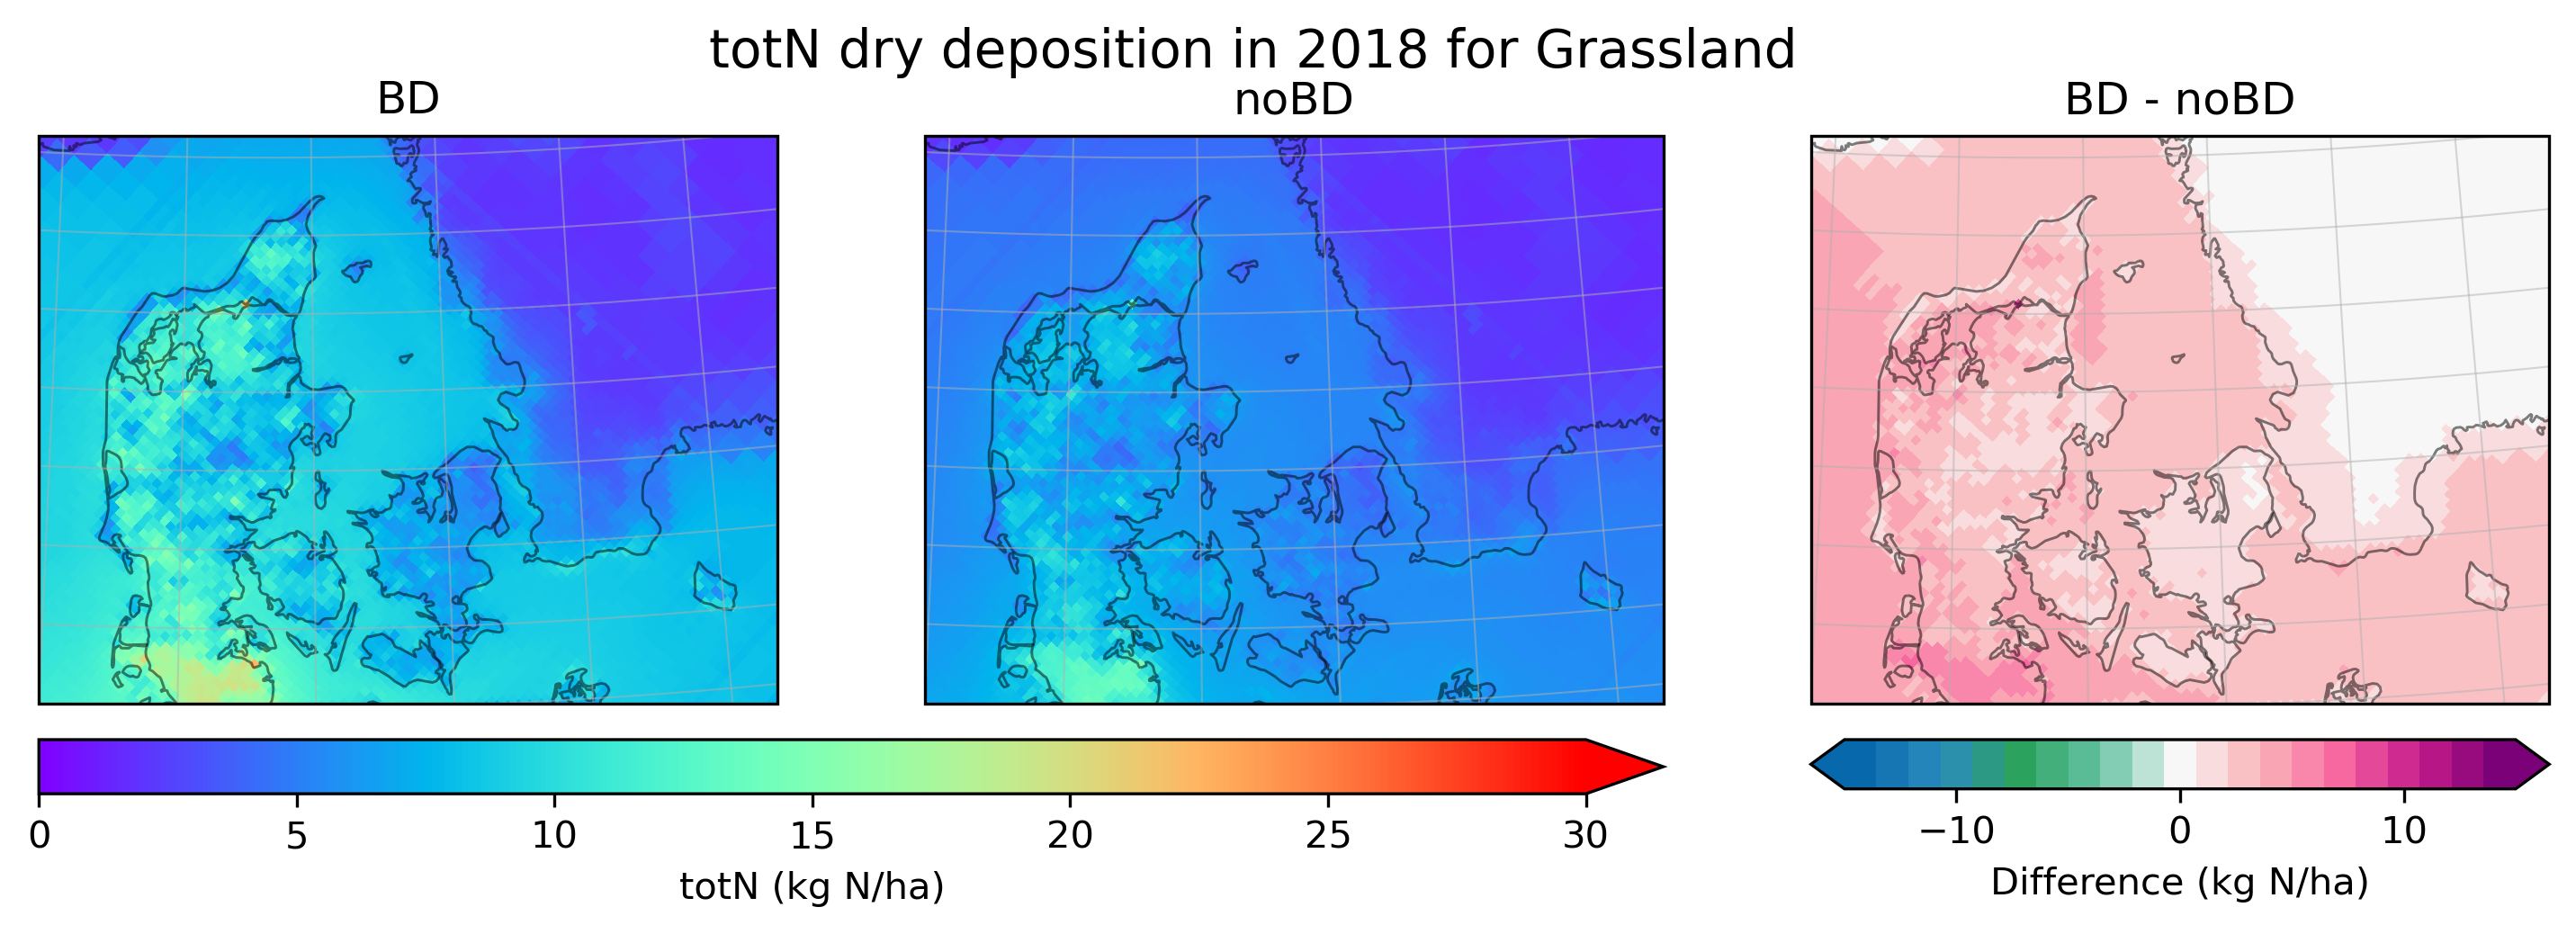 totN dry deposition in 2018 for Grassland
BD
noBD
BD - noBD
0 5 10 15 20 25 30
totN (kg N/ha)
−10 0 10
Difference (kg N/ha)